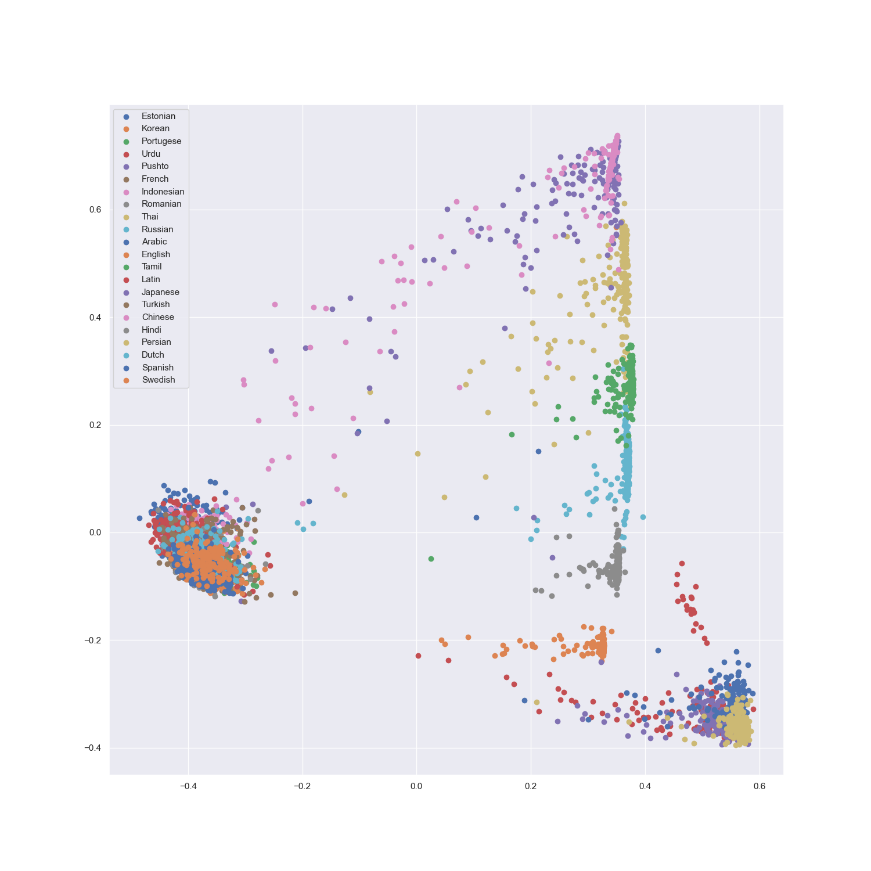 Estonian
Korean
Portugese
Urdu
Pushto
French
Indonesian
Romanian
Thai
Russian
Arabic
English
Tamil
Latin
Japanese
Turkish
Chinese
Hindi
Persian
Dutch
Spanish
Swedish
0.6
0.4
0.2
0.0
−0.2
−0.4
−0.4 −0.2 0.0 0.2 0.4 0.6